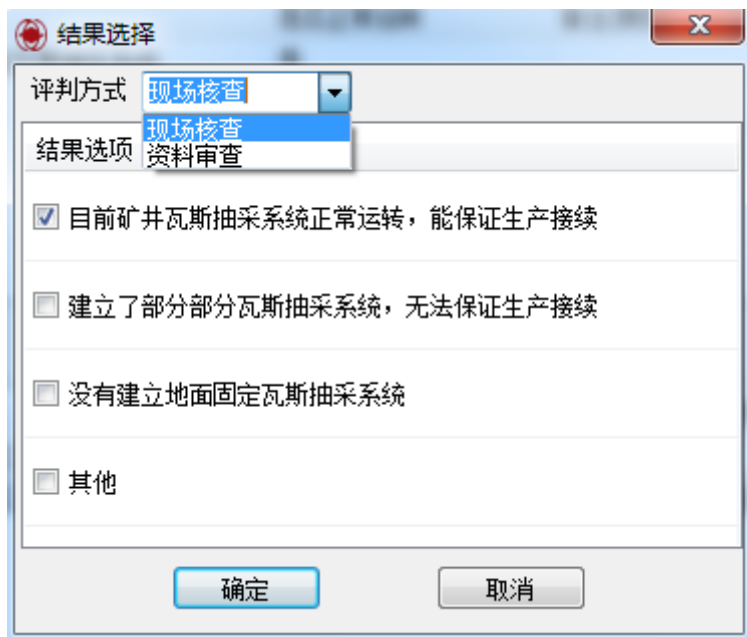 结果选择
评判方式 现场核查
现场核查
结果选项 资料审查
目前矿井瓦斯抽采系统正常运转，能保证生产接续
建立了部分部分瓦斯抽采系统，无法保证生产接续
没有建立地面固定瓦斯抽采系统
其他
确定 取消